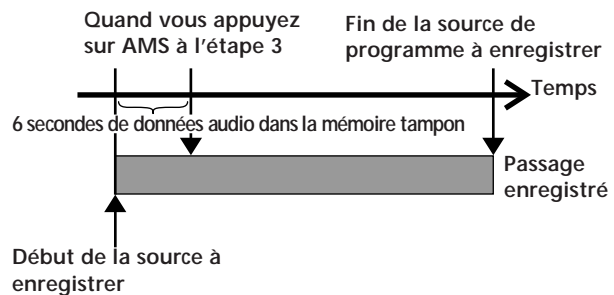 Quand vous appuyez
sur AMS à l'étape 3
Fin de la source de
programme à enregistrer
Temps
6 secondes de données audio dans la mémoire tampon
Passage
enregistré
Début de la source à
enregistrer